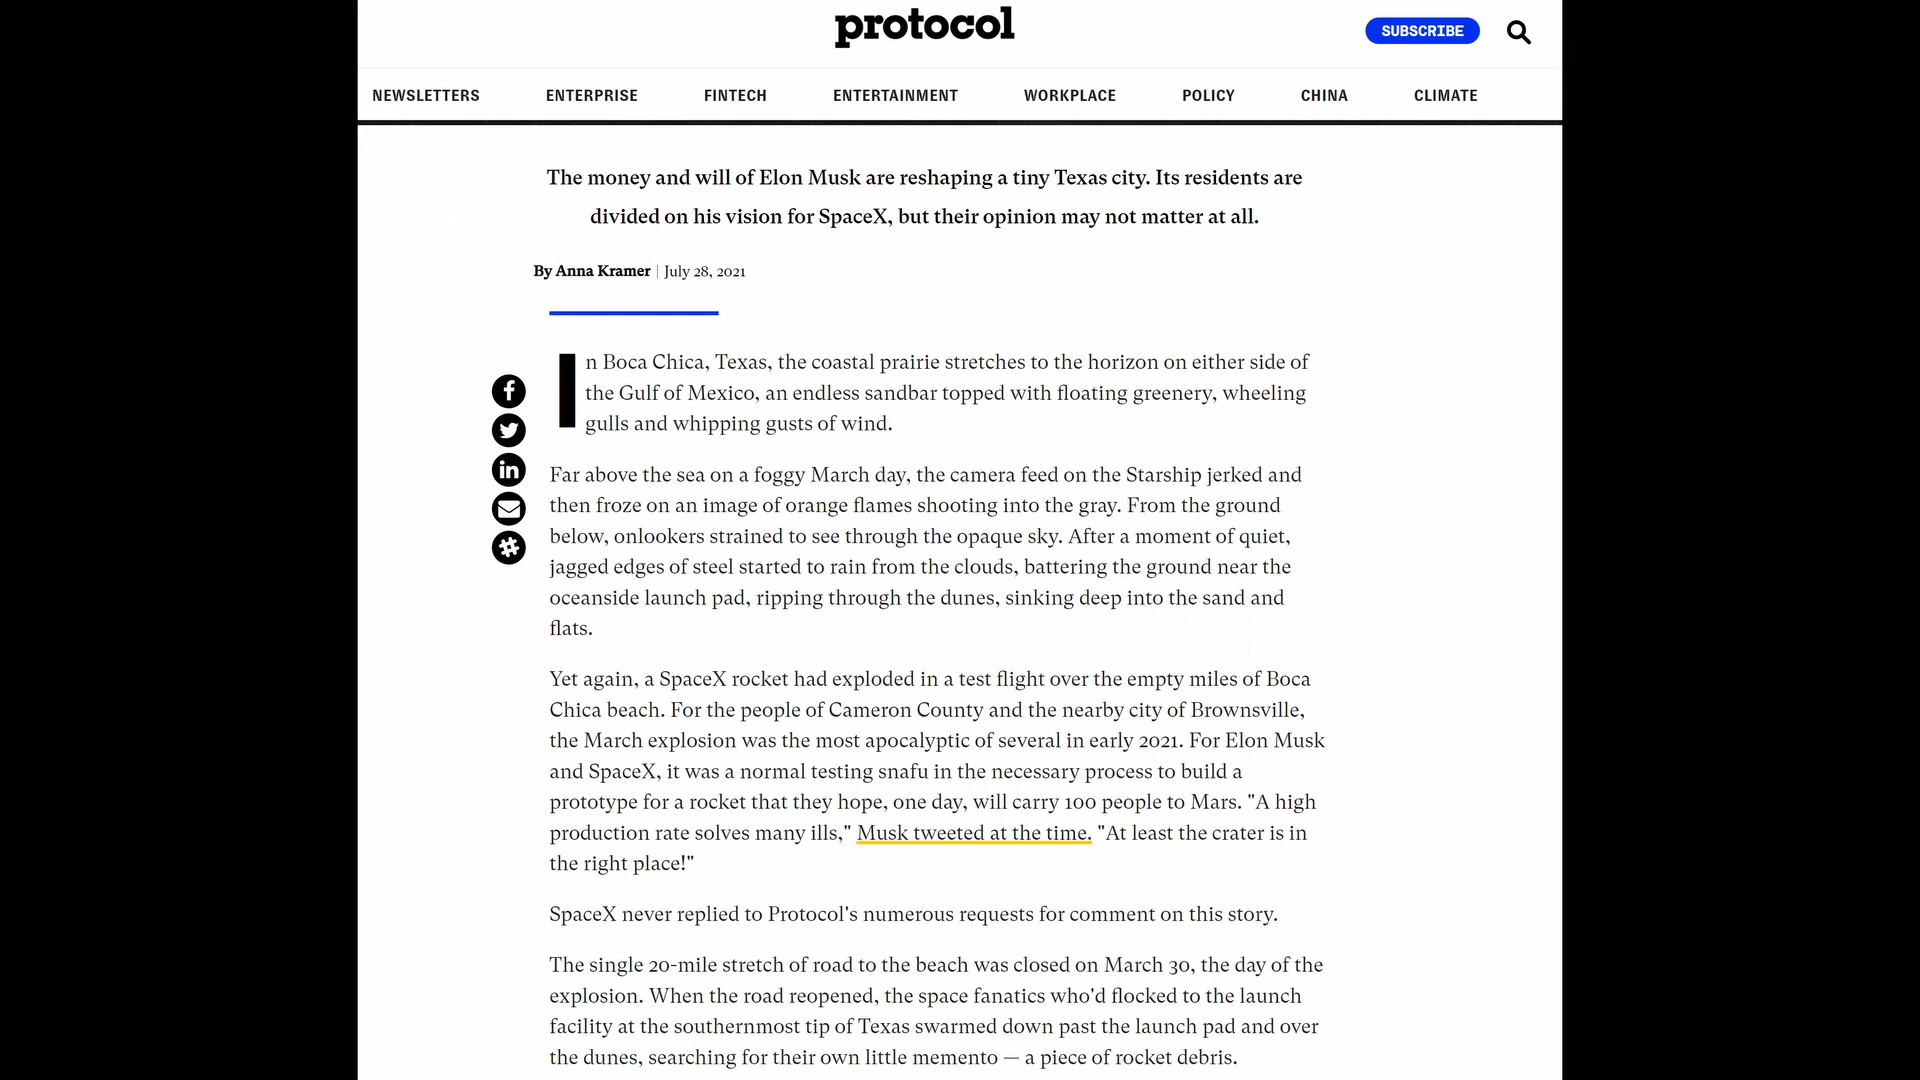 protocol
SUBSCRIBE
NEWSLETTERS ENTERPRISE FINTECH ENTERTAINMENT WORKPLACE POLICY CHINA CLIMATE
The money and will of Elon Musk are reshaping a tiny Texas city. Its residents are
divided on his vision for SpaceX, but their opinion may not matter at all.
By Anna Kramer | July 28, 2021
In Boca Chica, Texas, the coastal prairie stretches to the horizon on either side of
the Gulf of Mexico, an endless sandbar topped with floating greenery, wheeling
gulls and whipping gusts of wind.
Far above the sea on a foggy March day, the camera feed on the Starship jerked and
then froze on an image of orange flames shooting into the gray. From the ground
below, onlookers strained to see through the opaque sky. After a moment of quiet,
jagged edges of steel started to rain from the clouds, battering the ground near the
oceanside launch pad, ripping through the dunes, sinking deep into the sand and
flats.
Yet again, a SpaceX rocket had exploded in a test flight over the empty miles of Boca
Chica beach. For the people of Cameron County and the nearby city of Brownsville,
the March explosion was the most apocalyptic of several in early 2021. For Elon Musk
and SpaceX, it was a normal testing snafu in the necessary process to build a
prototype for a rocket that they hope, one day, will carry 100 people to Mars. "A high
production rate solves many ills," Musk tweeted at the time. "At least the crater is in
the right place!"
SpaceX never replied to Protocol's numerous requests for comment on this story.
The single 20-mile stretch of road to the beach was closed on March 30, the day of the
explosion. When the road reopened, the space fanatics who'd flocked to the launch
facility at the southernmost tip of Texas swarmed down past the launch pad and over
the dunes, searching for their own little memento — a piece of rocket debris.